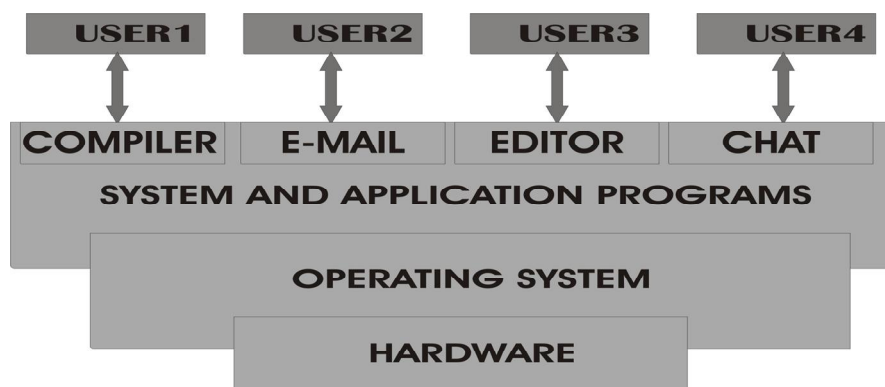 USER1 USER2 USER3 USER4
COMPILER E-MAIL EDITOR CHAT
SYSTEM AND APPLICATION PROGRAMS
OPERATING SYSTEM
HARDWARE